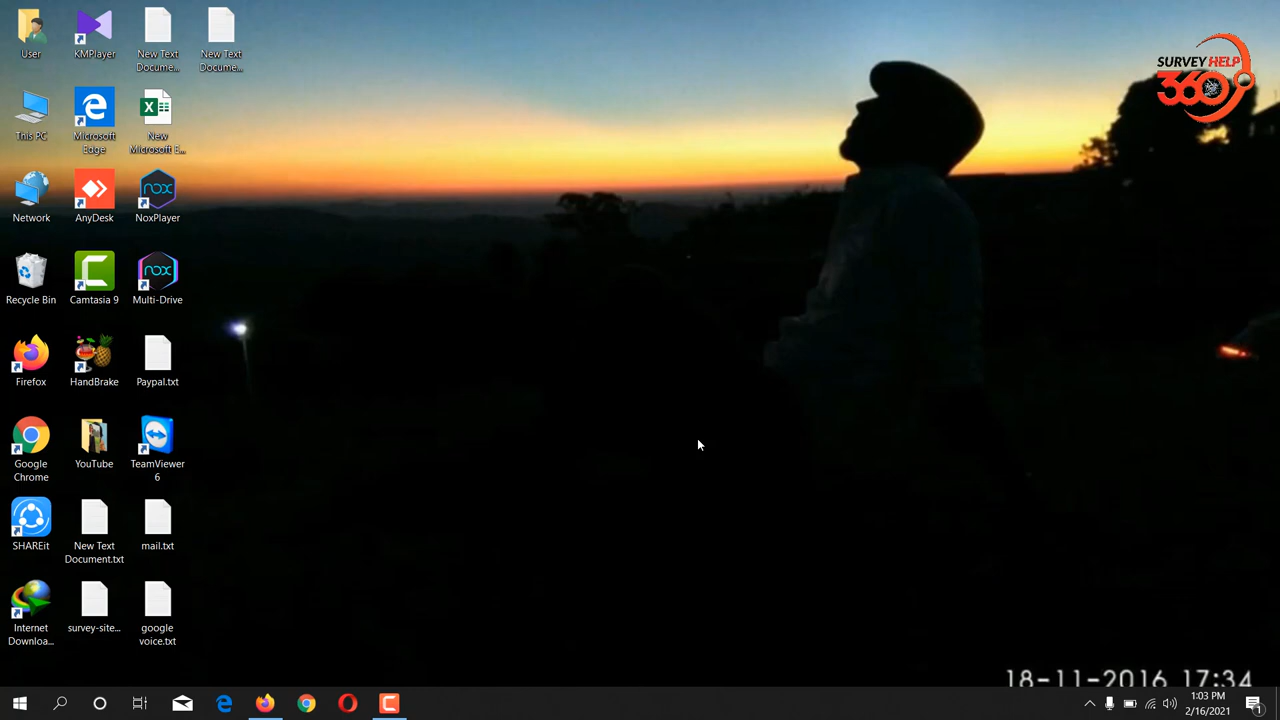 User
KMPlayer
New Text
Docume...
New Text
Docume...
SURVEY HELP
360
This PC
Microsoft
Edge
New
Microsoft E...
Network
AnyDesk
NoxPlayer
Recycle Bin
Camtasia 9
Multi-Drive
Firefox
HandBrake
Paypal.txt
Google
Chrome
YouTube
TeamViewer
6
SHAREit
New Text
Document.txt
mail.txt
Internet
Downloa...
survey-site...
google
voice.txt
18-11-2016 17:34
1:03 PM
2/16/2021
1